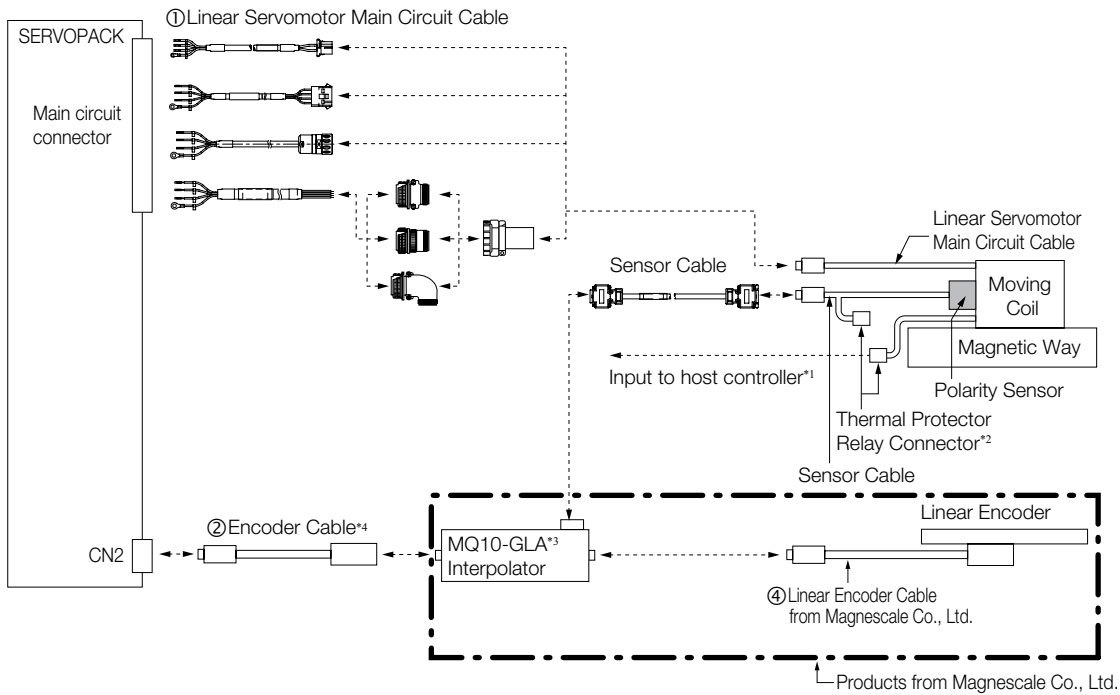 ①Linear Servomotor Main Circuit Cable
SERVOPACK
Main circuit
connector
Linear Servomotor
Main Circuit Cable
Sensor Cable
Moving
Coil
Magnetic Way
Input to host controller*1
Polarity Sensor
Thermal Protector
Relay Connector*2
Sensor Cable
②Encoder Cable*4
CN2
MQ10-GLA*3
Interpolator
Linear Encoder
④Linear Encoder Cable
from Magnescale Co., Ltd.
Products from Magnescale Co., Ltd.